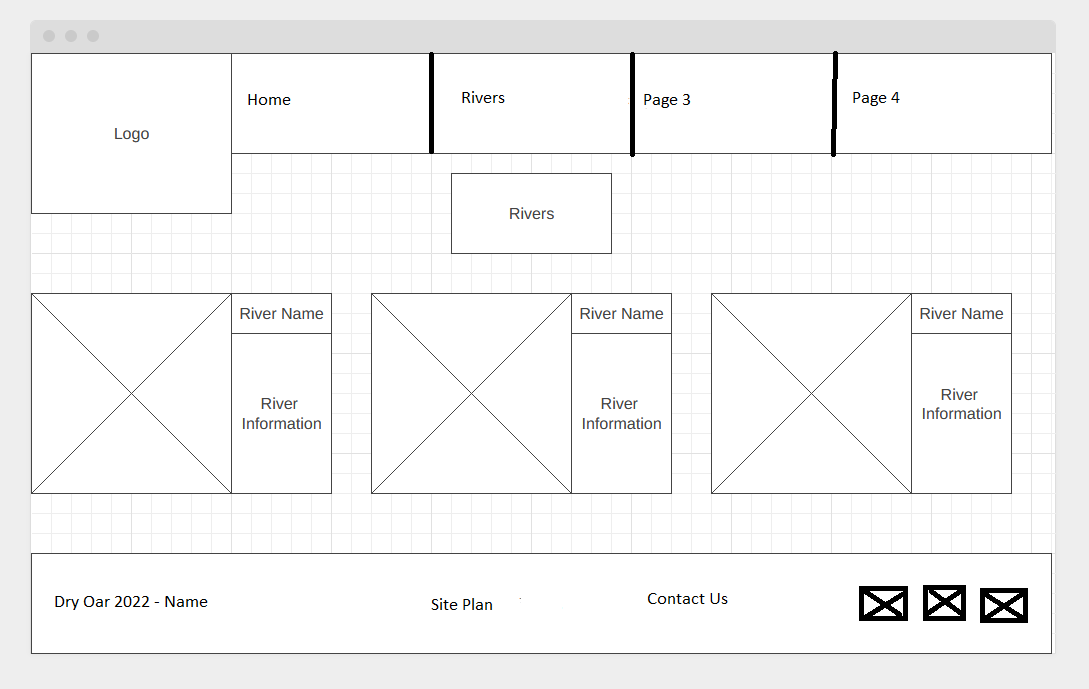 Logo
Home
Rivers
Page 3
Page 4
Rivers
River Name
River
Information
River Name
River
Information
River Name
River
Information
Dry Oar 2022 - Name
Site Plan
Contact Us